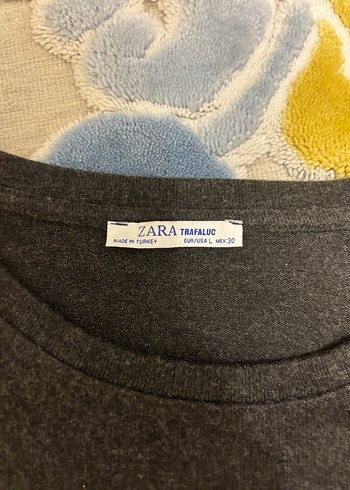 ZARA TRAFALUC
MADE IN TURKEY EUR/USA L MEX 30